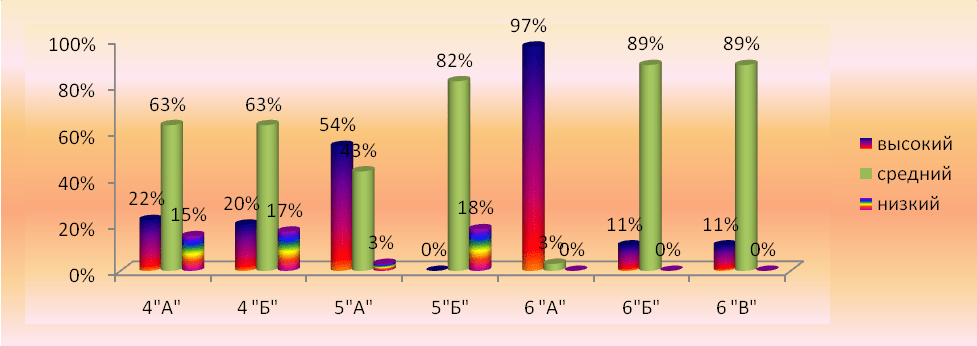 97%
100%
89%
89%
82%
80%
63%
63%
60%
54%
43%
40%
22%
20%
15%
17%
18%
20%
3%
0%
3%
0%
11%
0%
11%
0%
0%
4"А"
4 "Б"
5"А"
5"Б"
6 "А"
6"Б"
6 "В"
высокий
средний
низкий